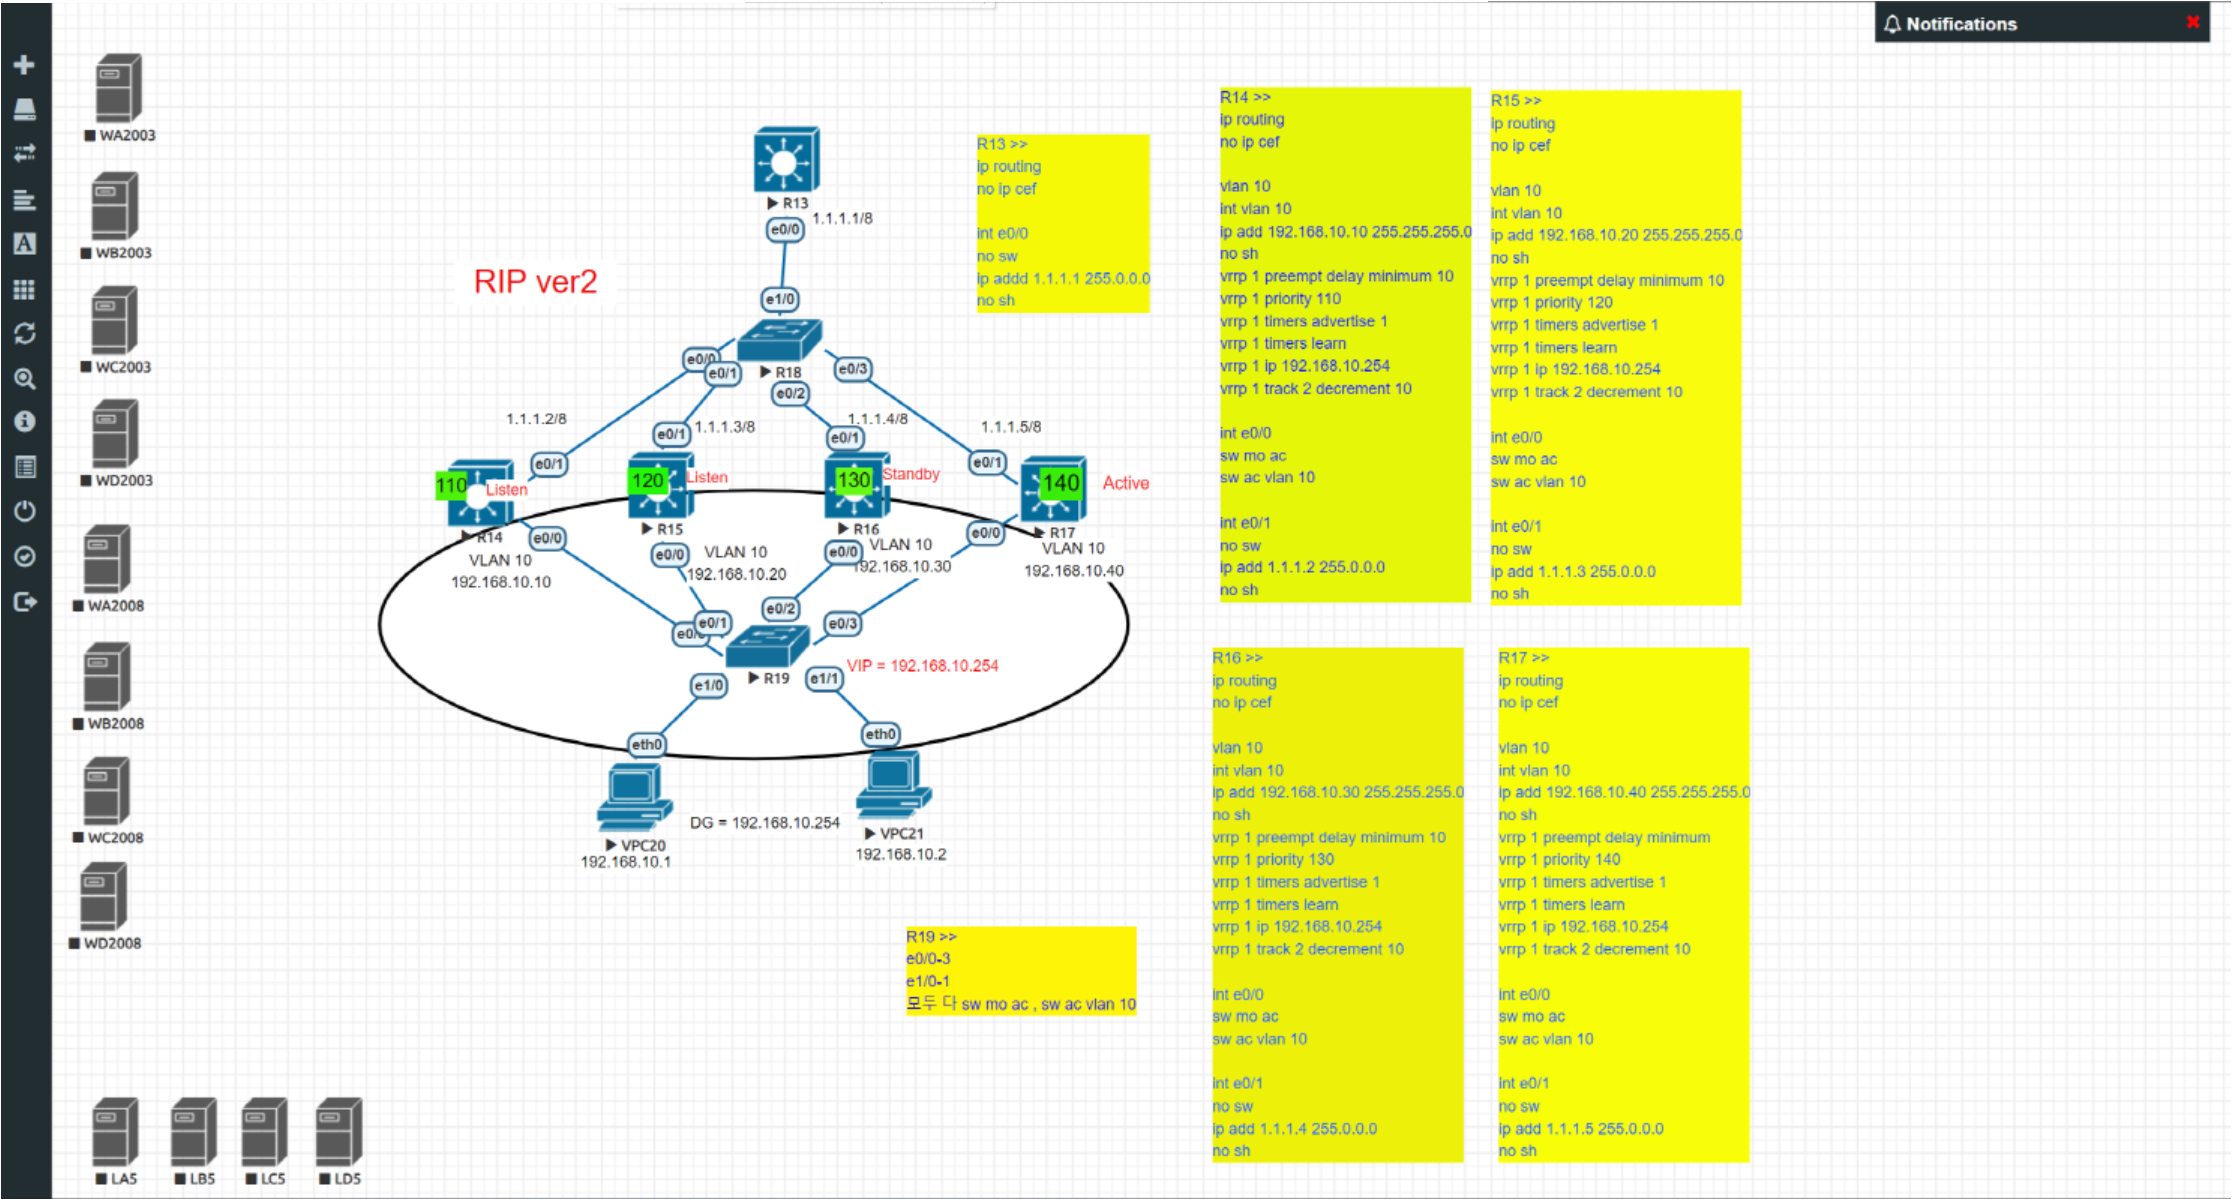 Notifications
WA2003
WB2003
WC2003
WD2003
WA2008
WB2008
WC2008
WD2008
LA5
LB5
LC5
LD5
RIP ver2
R13
1.1.1.1/8
e0/0
e1/0
R18
e0/0
e0/1
e0/2
e0/3
1.1.1.2/8
1.1.1.3/8
1.1.1.4/8
1.1.1.5/8
e0/1
e0/1
e0/1
e0/1
110
Listen
120
Listen
130
Standby
140
Active
R14
R15
R16
R17
e0/0
e0/0
e0/0
e0/0
VLAN 10
192.168.10.10
VLAN 10
192.168.10.20
VLAN 10
192.168.10.30
VLAN 10
192.168.10.40
e0/1
e0/2
e0/3
R19
VIP = 192.168.10.254
e1/0
e1/1
eth0
eth0
VPC20
192.168.10.1
DG = 192.168.10.254
VPC21
192.168.10.2
R13 >>
ip routing
no ip cef
int e0/0
no sw
ip addd 1.1.1.1 255.0.0.0
no sh
R14 >>
ip routing
no ip cef
vlan 10
int vlan 10
ip add 192.168.10.10 255.255.255.0
no sh
vrrp 1 preempt delay minimum 10
vrrp 1 priority 110
vrrp 1 timers advertise 1
vrrp 1 timers learn
vrrp 1 ip 192.168.10.254
vrrp 1 track 2 decrement 10
int e0/0
sw mo ac
sw ac vlan 10
int e0/1
no sw
ip add 1.1.1.2 255.0.0.0
no sh
R15 >>
ip routing
no ip cef
vlan 10
int vlan 10
ip add 192.168.10.20 255.255.255.0
no sh
vrrp 1 preempt delay minimum 10
vrrp 1 priority 120
vrrp 1 timers advertise 1
vrrp 1 timers learn
vrrp 1 ip 192.168.10.254
vrrp 1 track 2 decrement 10
int e0/0
sw mo ac
sw ac vlan 10
int e0/1
no sw
ip add 1.1.1.3 255.0.0.0
no sh
R16 >>
ip routing
no ip cef
vlan 10
int vlan 10
ip add 192.168.10.30 255.255.255.0
no sh
vrrp 1 preempt delay minimum 10
vrrp 1 priority 130
vrrp 1 timers advertise 1
vrrp 1 timers learn
vrrp 1 ip 192.168.10.254
vrrp 1 track 2 decrement 10
int e0/0
sw mo ac
sw ac vlan 10
int e0/1
no sw
ip add 1.1.1.4 255.0.0.0
no sh
R17 >>
ip routing
no ip cef
vlan 10
int vlan 10
ip add 192.168.10.40 255.255.255.0
no sh
vrrp 1 preempt delay minimum
vrrp 1 priority 140
vrrp 1 timers advertise 1
vrrp 1 timers learn
vrrp 1 ip 192.168.10.254
vrrp 1 track 2 decrement 10
int e0/0
sw mo ac
sw ac vlan 10
int e0/1
no sw
ip add 1.1.1.5 255.0.0.0
no sh
R19 >>
e0/0-3
e1/0-1
모두 다 sw mo ac , sw ac vlan 10